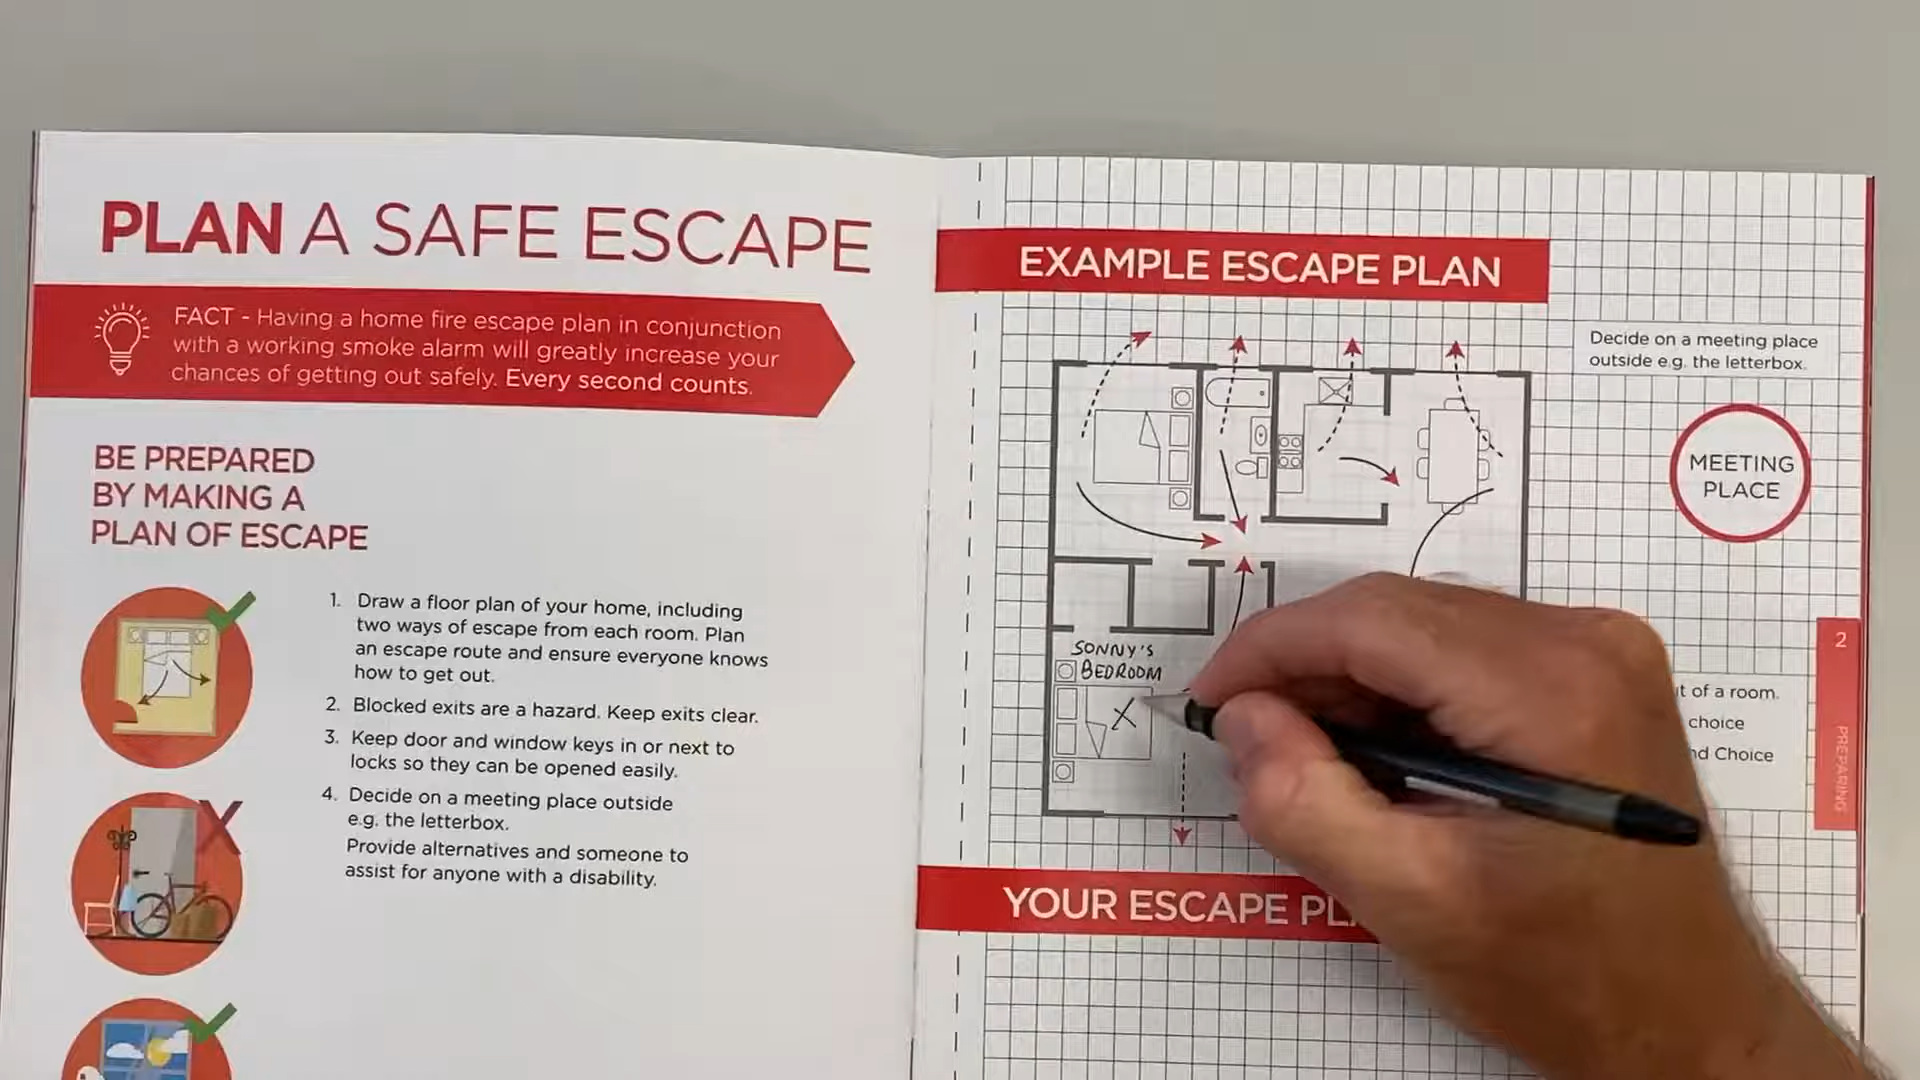 PLAN A SAFE ESCAPE
FACT - Having a home fire escape plan in conjunction
with a working smoke alarm will greatly increase your
chances of getting out safely. Every second counts.
BE PREPARED
BY MAKING A
PLAN OF ESCAPE
1. Draw a floor plan of your home, including
two ways of escape from each room. Plan
an escape route and ensure everyone knows
how to get out.
2. Blocked exits are a hazard. Keep exits clear.
3. Keep door and window keys in or next to
locks so they can be opened easily.
4. Decide on a meeting place outside
e.g. the letterbox.
Provide alternatives and someone to
assist for anyone with a disability.
EXAMPLE ESCAPE PLAN
Decide on a meeting place
outside e.g. the letterbox.
MEETING
PLACE
SONNY'S
BEDROOM
X
of a room.
choice
Choice
2
PREPARING
YOUR ESCAPE